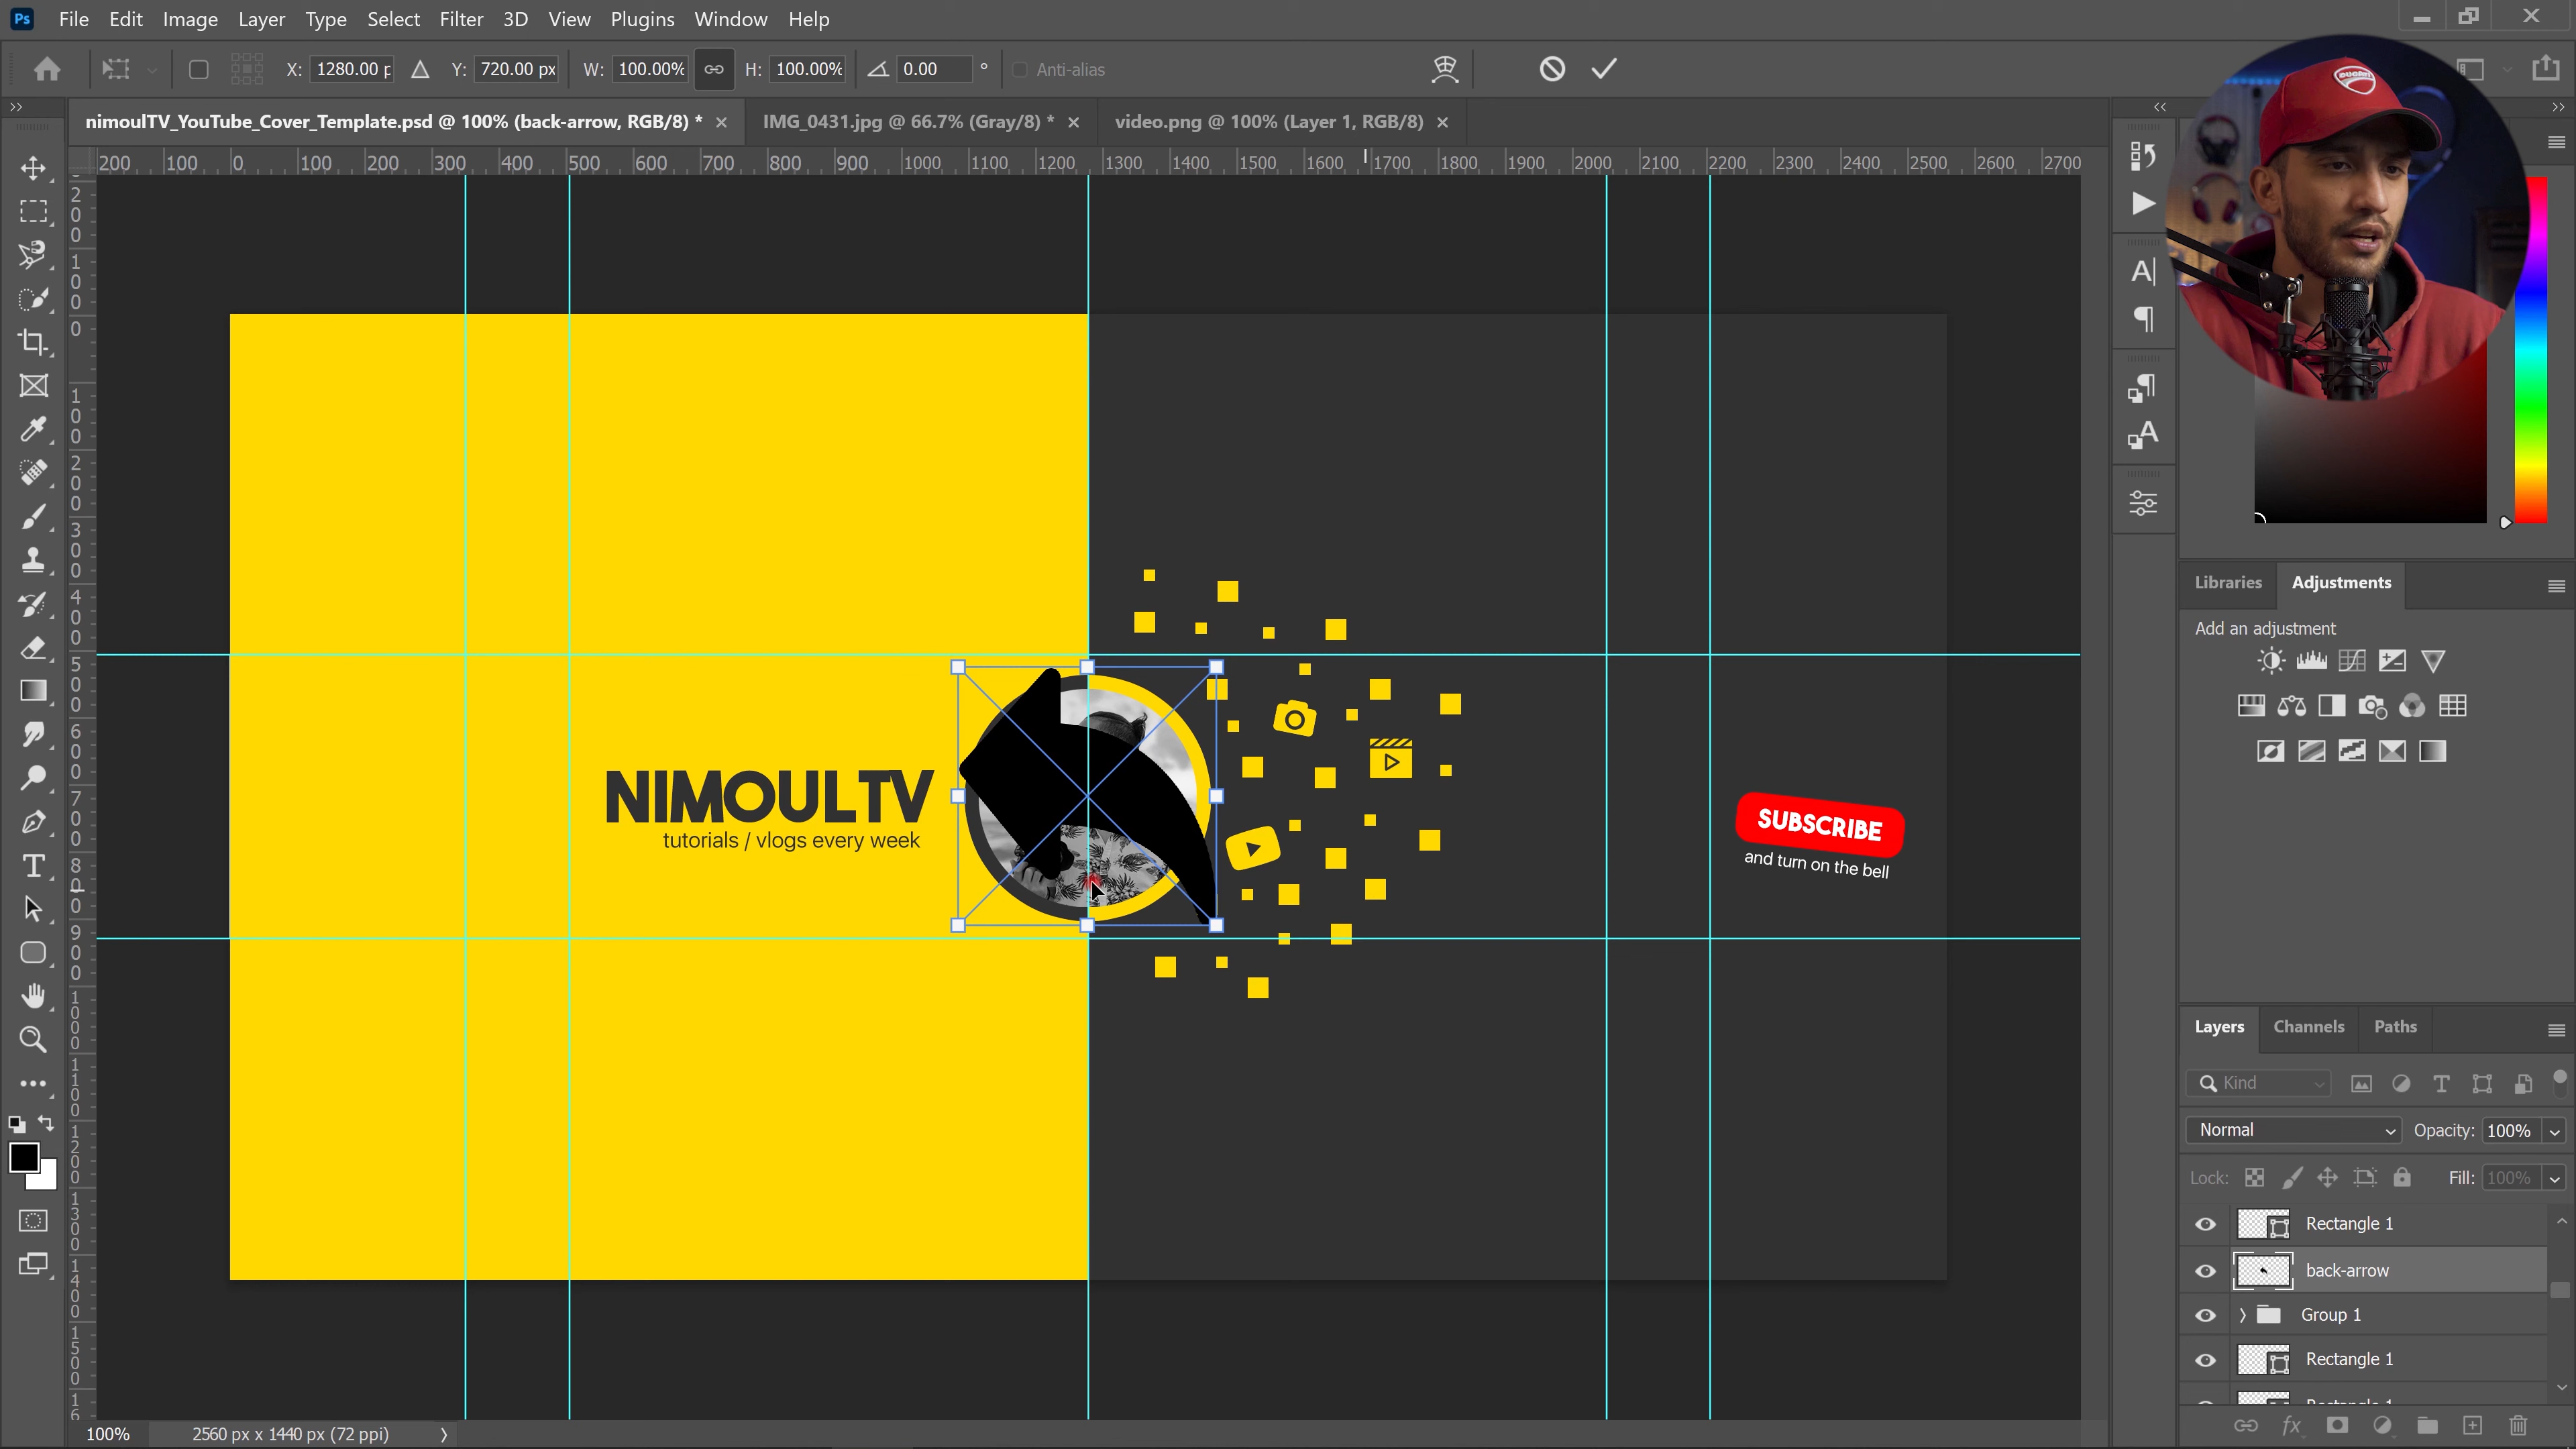 Ps File Edit Image Layer Type Select Filter 3D View Plugins Window Help
X: 1280.00 p Y: 720.00 px W: 100.00% H: 100.00% 0.00 ° Anti-alias
nimoulTV_YouTube_Cover_Template.psd @ 100% (back-arrow, RGB/8) * × IMG_0431.jpg @ 66.7% (Gray/8) * × video.png @ 100% (Layer 1, RGB/8) ×
200 100 0 100 200 300 400 500 600 700 800 900 1000 1100 1200 1300 1400 1500 1600 1700 1800 1900 2000 2100 2200 2300 2400 2500 2600 2700
DUCATI
NIMOULTV
tutorials / vlogs every week
SUBSCRIBE
and turn on the bell
Libraries Adjustments
Add an adjustment
Layers Channels Paths
Kind
Normal Opacity: 100%
Lock: Fill: 100%
Rectangle 1
back-arrow
Group 1
Rectangle 1
Rectangle 1
100% 2560 px x 1440 px (72 ppi)